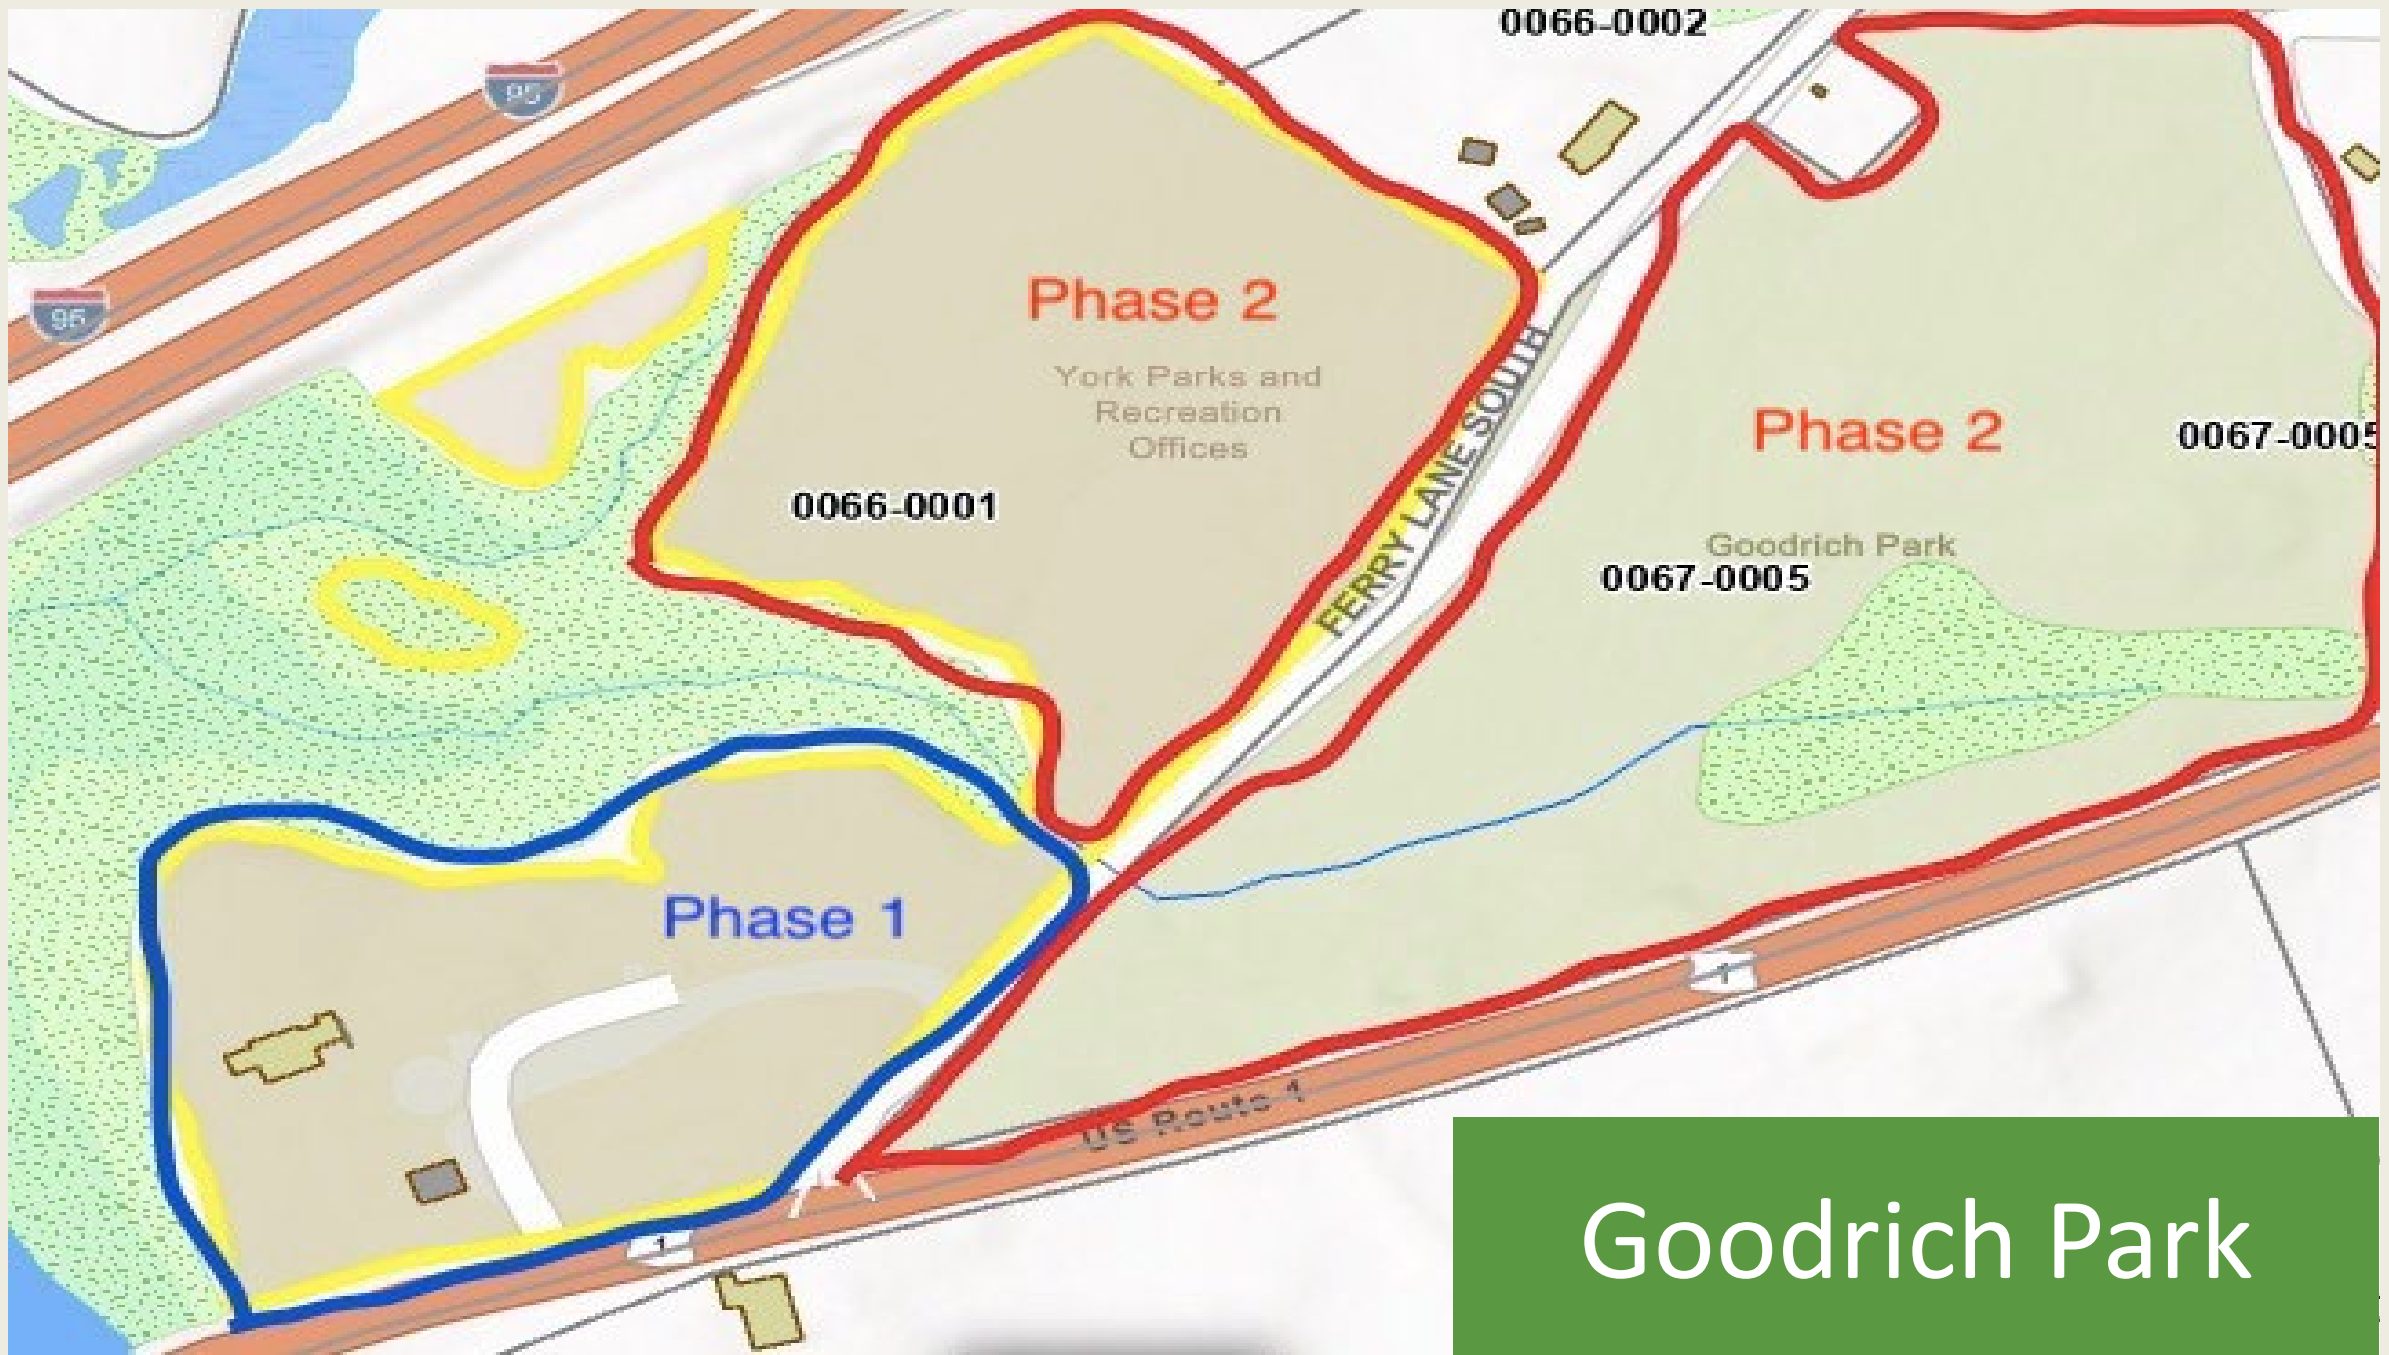 0066-0002
95
95
Phase 2
York Parks and
Recreation
Offices
0066-0001
FERRY LANE SOUTH
Phase 2
0067-0005
Goodrich Park
0067-0005
Phase 1
1
US Route 1
1
Goodrich Park